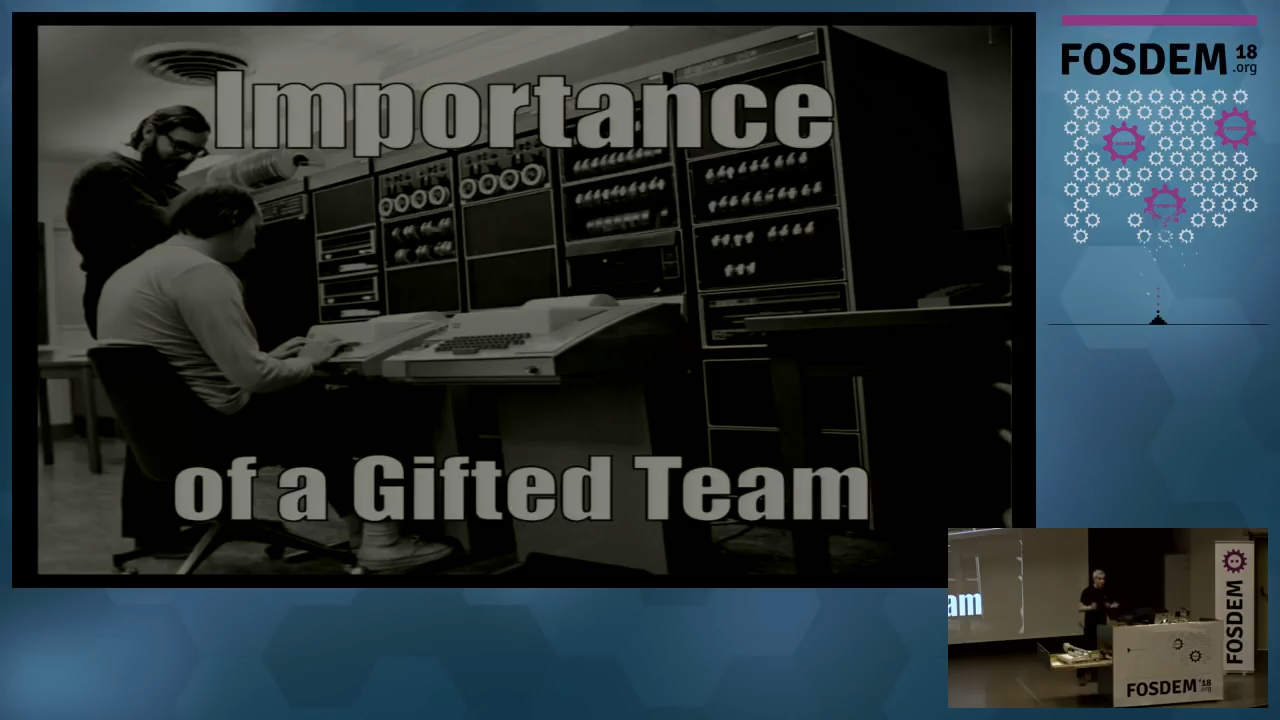 Importance
of a Gifted Team
FOSDEM 18
.org
am
FOSDEM
FOSDEM '18
.org